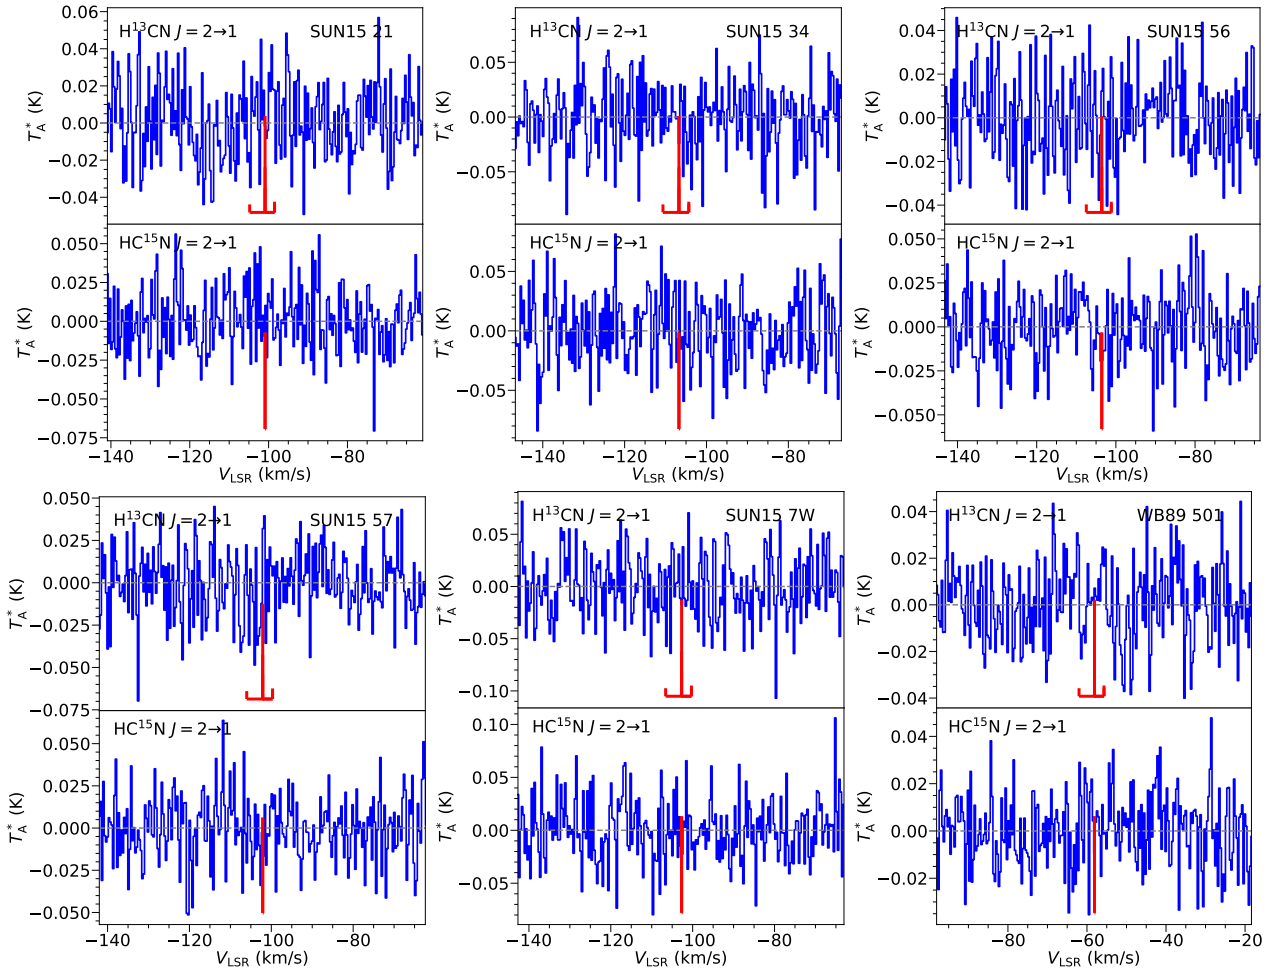 H¹³CN J = 2→1 SUN15 21
0.06
0.04
0.02
0.00
−0.02
−0.04
T*A (K)
HC¹⁵N J = 2→1
0.050
0.025
0.000
−0.025
−0.050
−0.075
T*A (K)
−140 −120 −100 −80
VLSR (km/s)
H¹³CN J = 2→1 SUN15 34
0.05
0.00
−0.05
T*A (K)
HC¹⁵N J = 2→1
0.05
0.00
−0.05
T*A (K)
−140 −120 −100 −80
VLSR (km/s)
H¹³CN J = 2→1 SUN15 56
0.04
0.02
0.00
−0.02
−0.04
T*A (K)
HC¹⁵N J = 2→1
0.050
0.025
0.000
−0.025
−0.050
T*A (K)
−140 −120 −100 −80
VLSR (km/s)
H¹³CN J = 2→1 SUN15 57
0.050
0.025
0.000
−0.025
−0.050
−0.075
T*A (K)
HC¹⁵N J = 2→1
0.050
0.025
0.000
−0.025
−0.050
T*A (K)
−140 −120 −100 −80
VLSR (km/s)
H¹³CN J = 2→1 SUN15 7W
0.05
0.00
−0.05
−0.10
T*A (K)
HC¹⁵N J = 2→1
0.10
0.05
0.00
−0.05
T*A (K)
−140 −120 −100 −80
VLSR (km/s)
H¹³CN J = 2→1 WB89 501
0.04
0.02
0.00
−0.02
−0.04
T*A (K)
HC¹⁵N J = 2→1
0.04
0.02
0.00
−0.02
T*A (K)
−80 −60 −40 −20
VLSR (km/s)